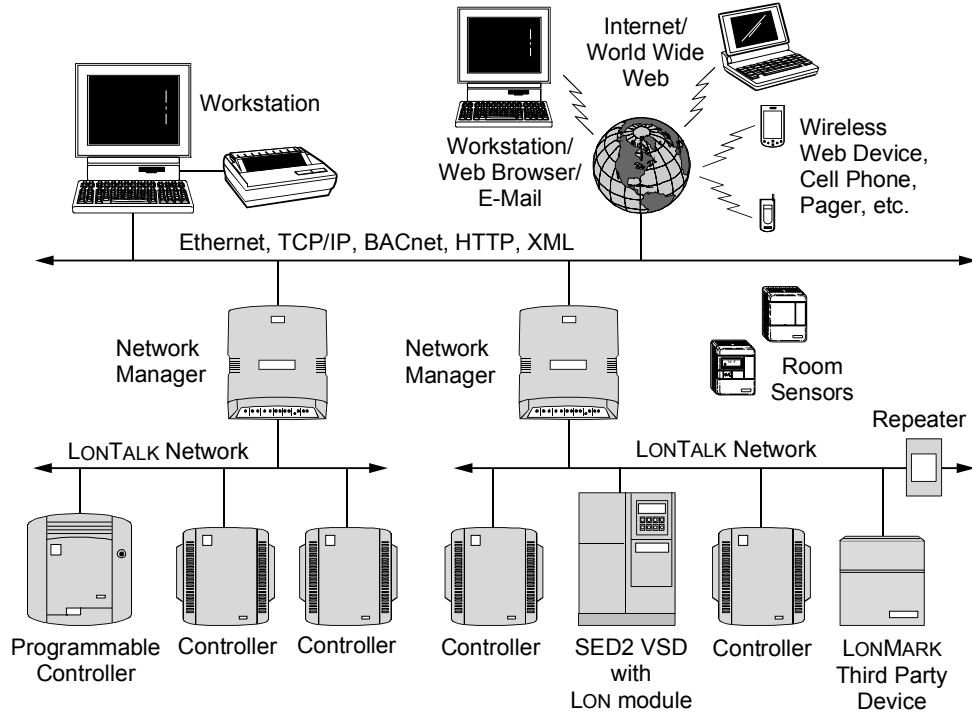 Internet/
World Wide
Web
Workstation
Workstation/
Web Browser/
E-Mail
Wireless
Web Device,
Cell Phone,
Pager, etc.
Ethernet, TCP/IP, BACnet, HTTP, XML
Network
Manager
Network
Manager
Room
Sensors
Repeater
LONTALK Network
LONTALK Network
Programmable
Controller
Controller
Controller
Controller
SED2 VSD
with
LON module
Controller
LONMARK
Third Party
Device